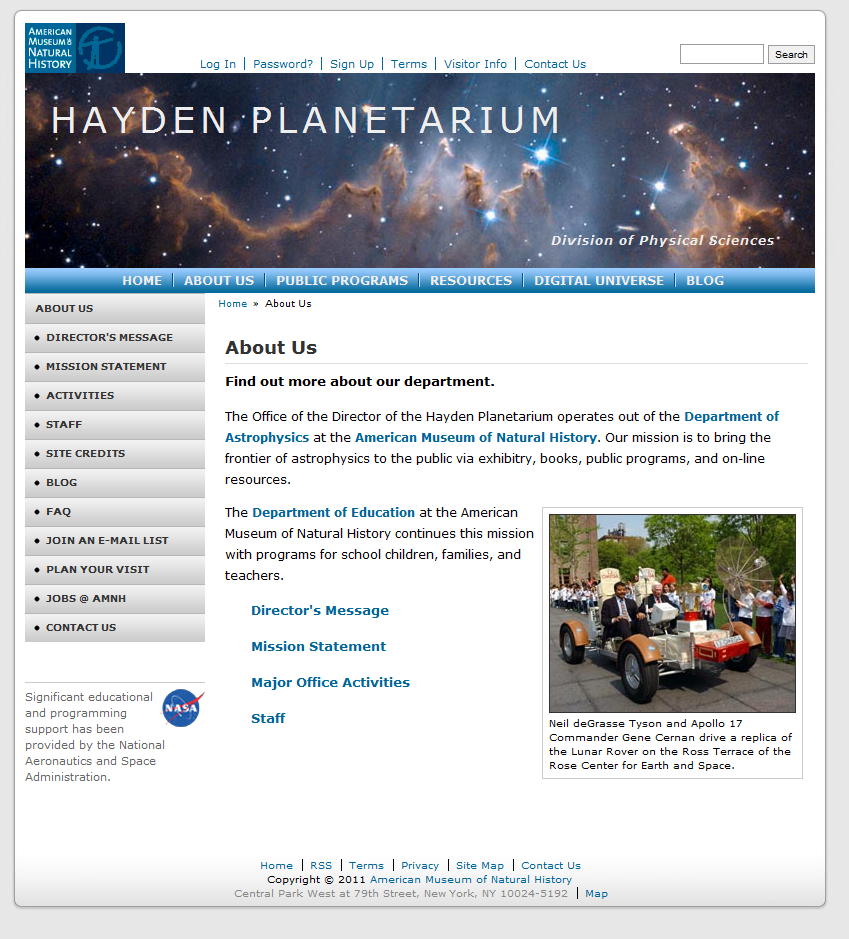 AMERICAN
MUSEUM & 
NATURAL
HISTORY
Log In | Password? | Sign Up | Terms | Visitor Info | Contact Us
Search
HAYDEN PLANETARIUM
Division of Physical Sciences
HOME | ABOUT US | PUBLIC PROGRAMS | RESOURCES | DIGITAL UNIVERSE | BLOG
ABOUT US
• DIRECTOR'S MESSAGE
• MISSION STATEMENT
• ACTIVITIES
• STAFF
• SITE CREDITS
• BLOG
• FAQ
• JOIN AN E-MAIL LIST
• PLAN YOUR VISIT
• JOBS @ AMNH
• CONTACT US
Significant educational
and programming
support has been
provided by the National
Aeronautics and Space
Administration.
NASA
Home » About Us
About Us
Find out more about our department.
The Office of the Director of the Hayden Planetarium operates out of the Department of
Astrophysics at the American Museum of Natural History. Our mission is to bring the
frontier of astrophysics to the public via exhibitry, books, public programs, and on-line
resources.
The Department of Education at the American
Museum of Natural History continues this mission
with programs for school children, families, and
teachers.
Director's Message
Mission Statement
Major Office Activities
Staff
Neil deGrasse Tyson and Apollo 17
Commander Gene Cernan drive a replica of
the Lunar Rover on the Ross Terrace of the
Rose Center for Earth and Space.
Home | RSS | Terms | Privacy | Site Map | Contact Us
Copyright © 2011 American Museum of Natural History
Central Park West at 79th Street, New York, NY 10024-5192 | Map